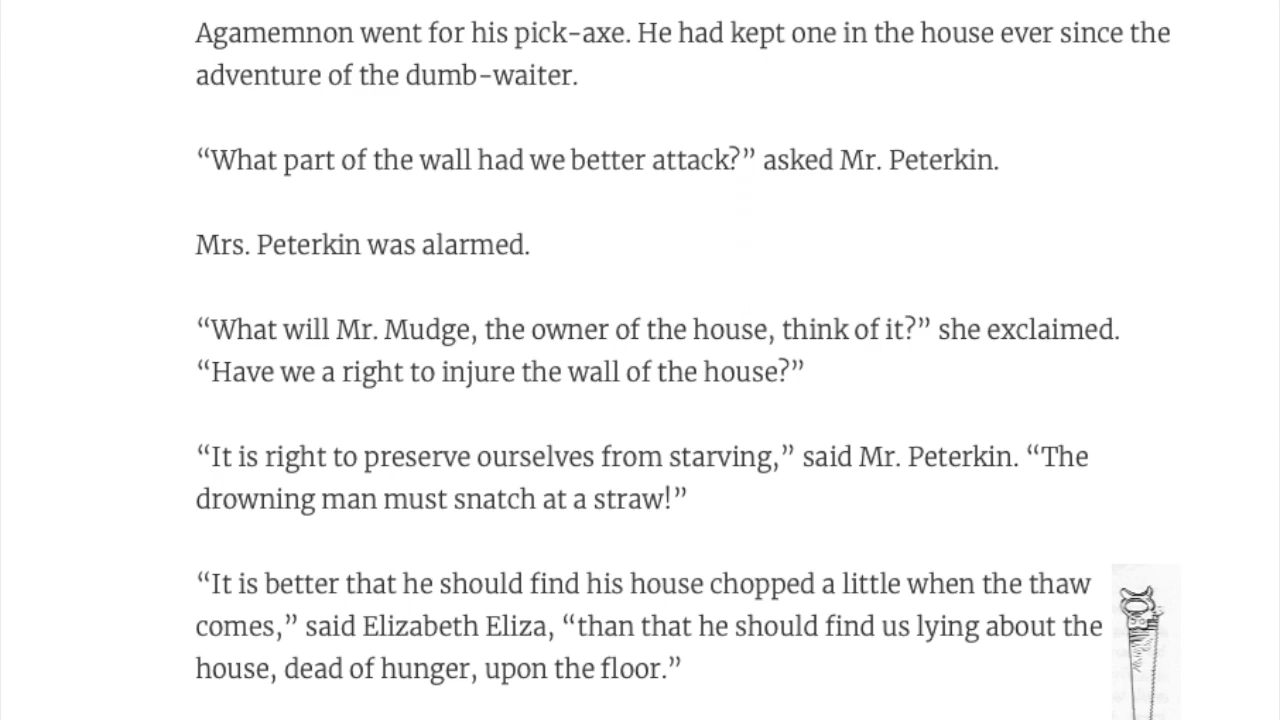 Agamemnon went for his pick-axe. He had kept one in the house ever since the
adventure of the dumb-waiter.
“What part of the wall had we better attack?” asked Mr. Peterkin.
Mrs. Peterkin was alarmed.
“What will Mr. Mudge, the owner of the house, think of it?” she exclaimed.
“Have we a right to injure the wall of the house?”
“It is right to preserve ourselves from starving,” said Mr. Peterkin. “The
drowning man must snatch at a straw!”
“It is better that he should find his house chopped a little when the thaw
comes,” said Elizabeth Eliza, “than that he should find us lying about the
house, dead of hunger, upon the floor.”